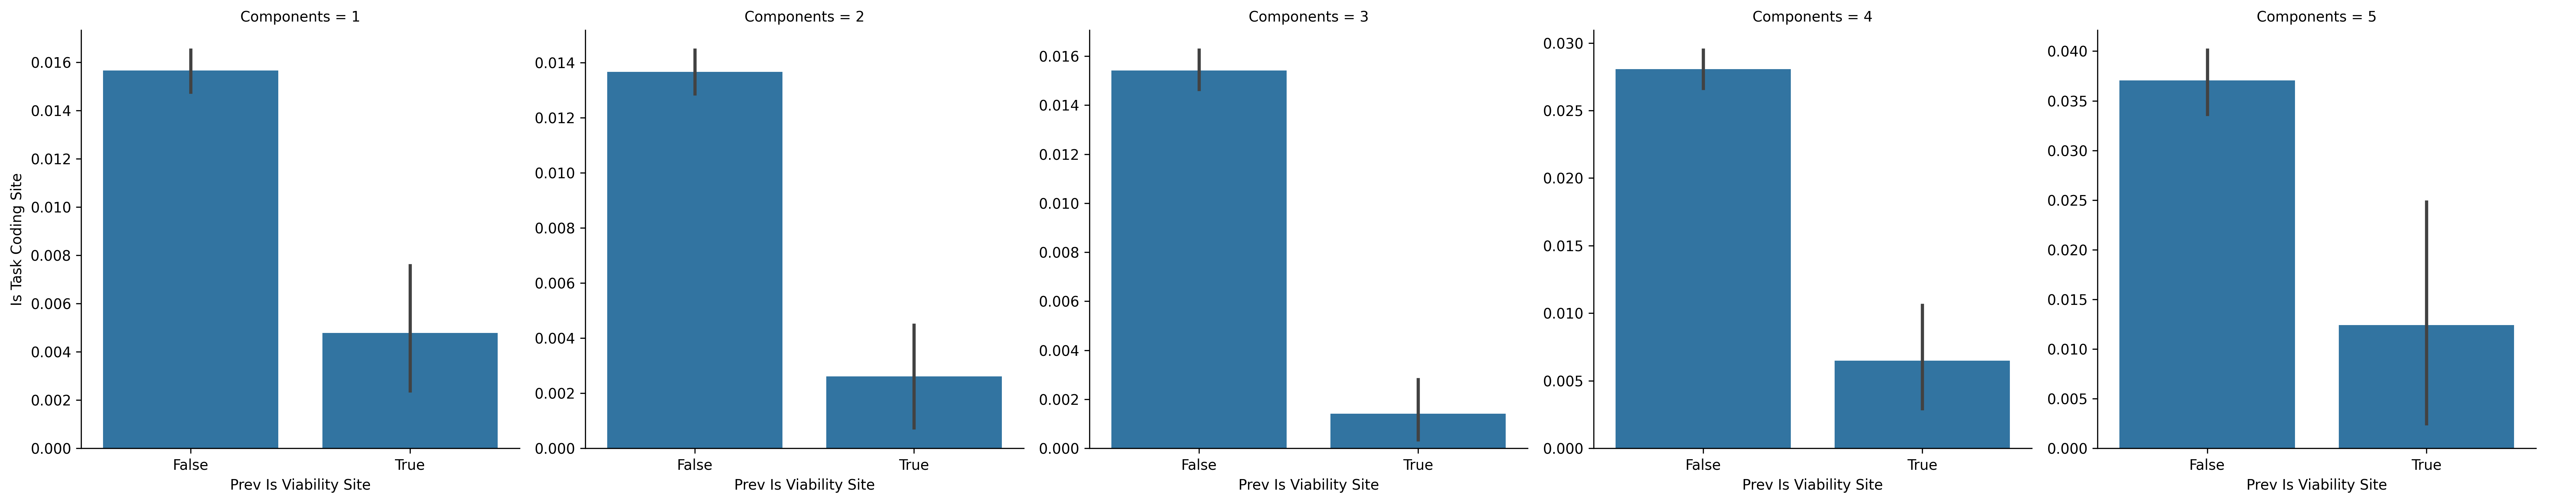 Components = 1
Is Task Coding Site
0.016
0.014
0.012
0.010
0.008
0.006
0.004
0.002
0.000
False
True
Prev Is Viability Site
Components = 2
0.014
0.012
0.010
0.008
0.006
0.004
0.002
0.000
False
True
Prev Is Viability Site
Components = 3
0.016
0.014
0.012
0.010
0.008
0.006
0.004
0.002
0.000
False
True
Prev Is Viability Site
Components = 4
0.030
0.025
0.020
0.015
0.010
0.005
0.000
False
True
Prev Is Viability Site
Components = 5
0.040
0.035
0.030
0.025
0.020
0.015
0.010
0.005
0.000
False
True
Prev Is Viability Site